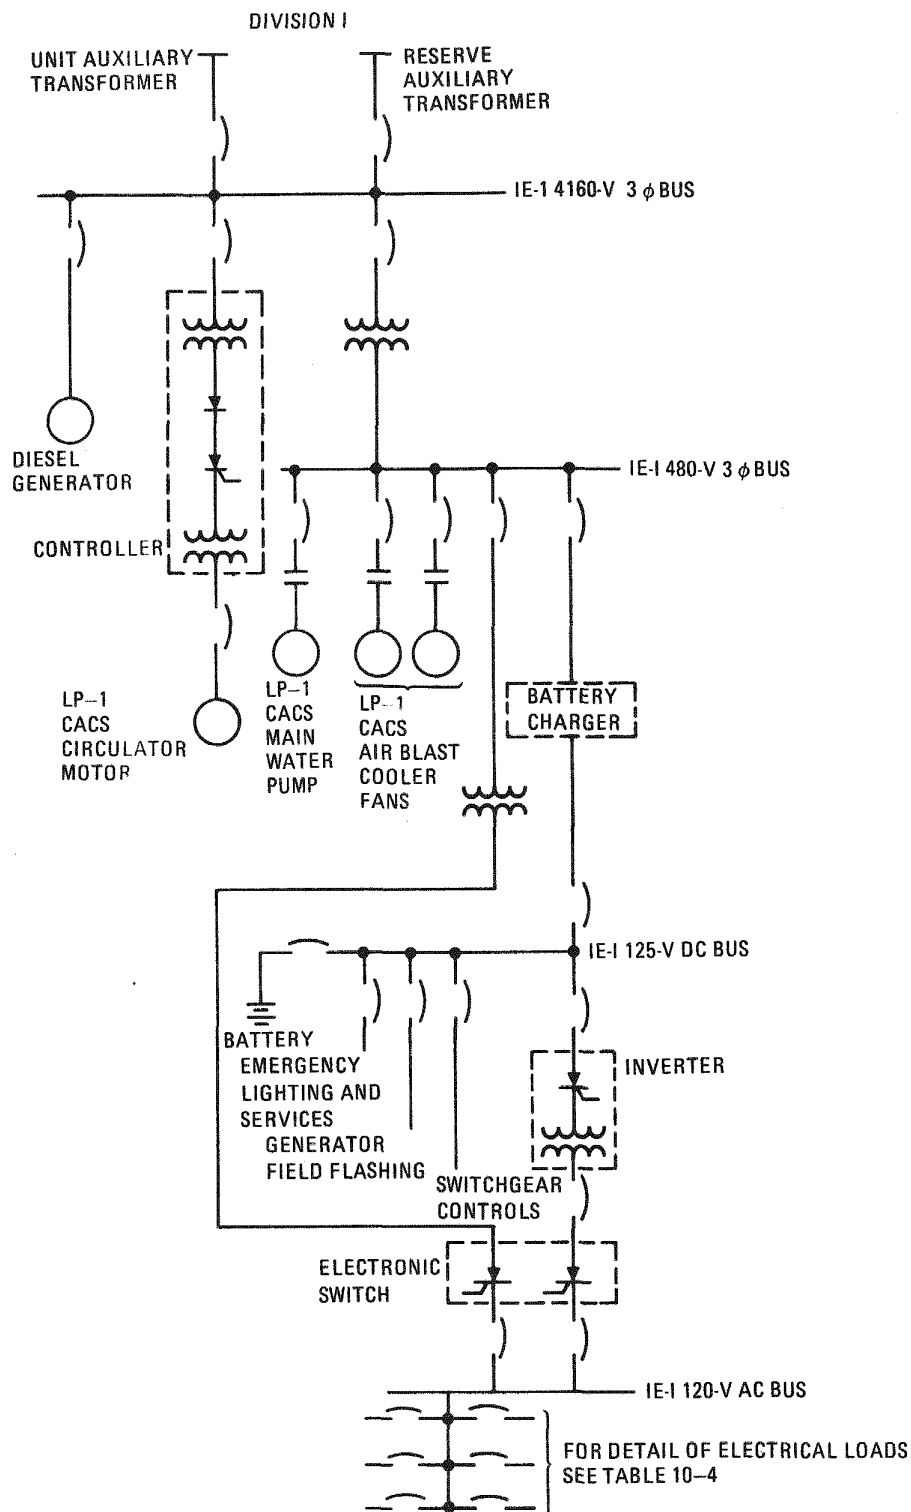 DIVISION I
UNIT AUXILIARY
TRANSFORMER
RESERVE
AUXILIARY
TRANSFORMER
IE-1 4160-V 3 ϕ BUS
DIESEL
GENERATOR
IE-I 480-V 3 ϕ BUS
CONTROLLER
LP-1
CACS
CIRCULATOR
MOTOR
LP-1
CACS
MAIN
WATER
PUMP
LP-1
CACS
AIR BLAST
COOLER
FANS
BATTERY
CHARGER
IE-I 125-V DC BUS
BATTERY
EMERGENCY
LIGHTING AND
SERVICES
GENERATOR
FIELD FLASHING
SWITCHGEAR
CONTROLS
INVERTER
ELECTRONIC
SWITCH
IE-I 120-V AC BUS
FOR DETAIL OF ELECTRICAL LOADS
SEE TABLE 10-4